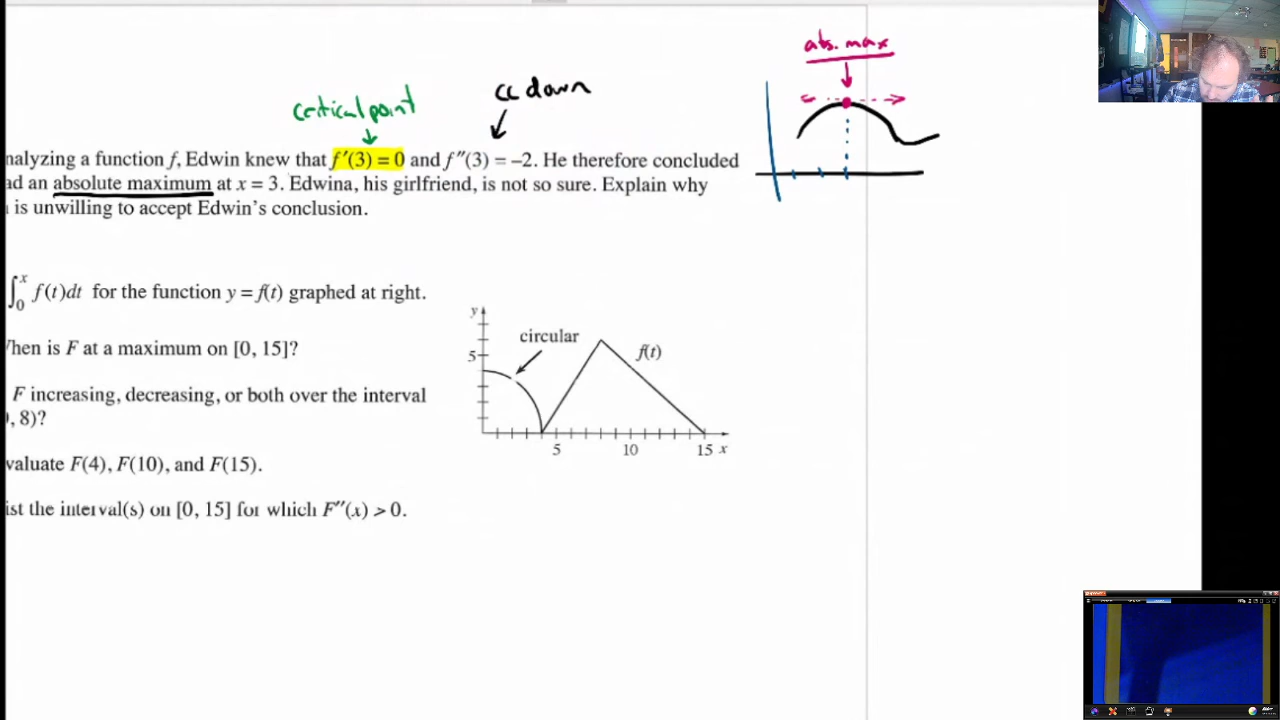 abs. max
critical point
cc down
nalyzing a function f, Edwin knew that f′(3) = 0 and f″(3) = –2. He therefore concluded
ad an absolute maximum at x = 3. Edwina, his girlfriend, is not so sure. Explain why
is unwilling to accept Edwin's conclusion.
∫₀ˣ f(t)dt for the function y = f(t) graphed at right.
hen is F at a maximum on [0, 15]?
F increasing, decreasing, or both over the interval
, 8)?
valuate F(4), F(10), and F(15).
ist the interval(s) on [0, 15] for which F″(x) > 0.
y
circular
5
f(t)
5 10 15 x